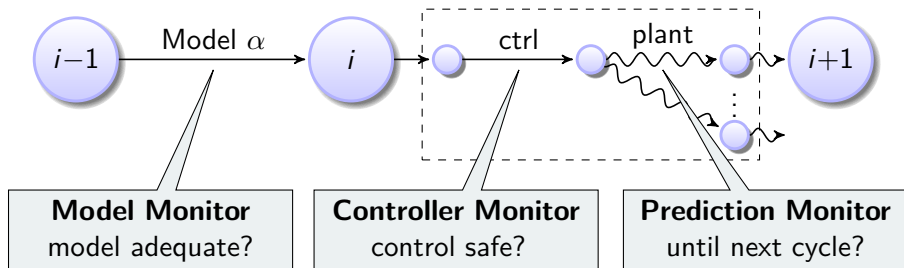 i−1
Model α
i
ctrl
plant
i+1
Model Monitor
model adequate?
Controller Monitor
control safe?
Prediction Monitor
until next cycle?